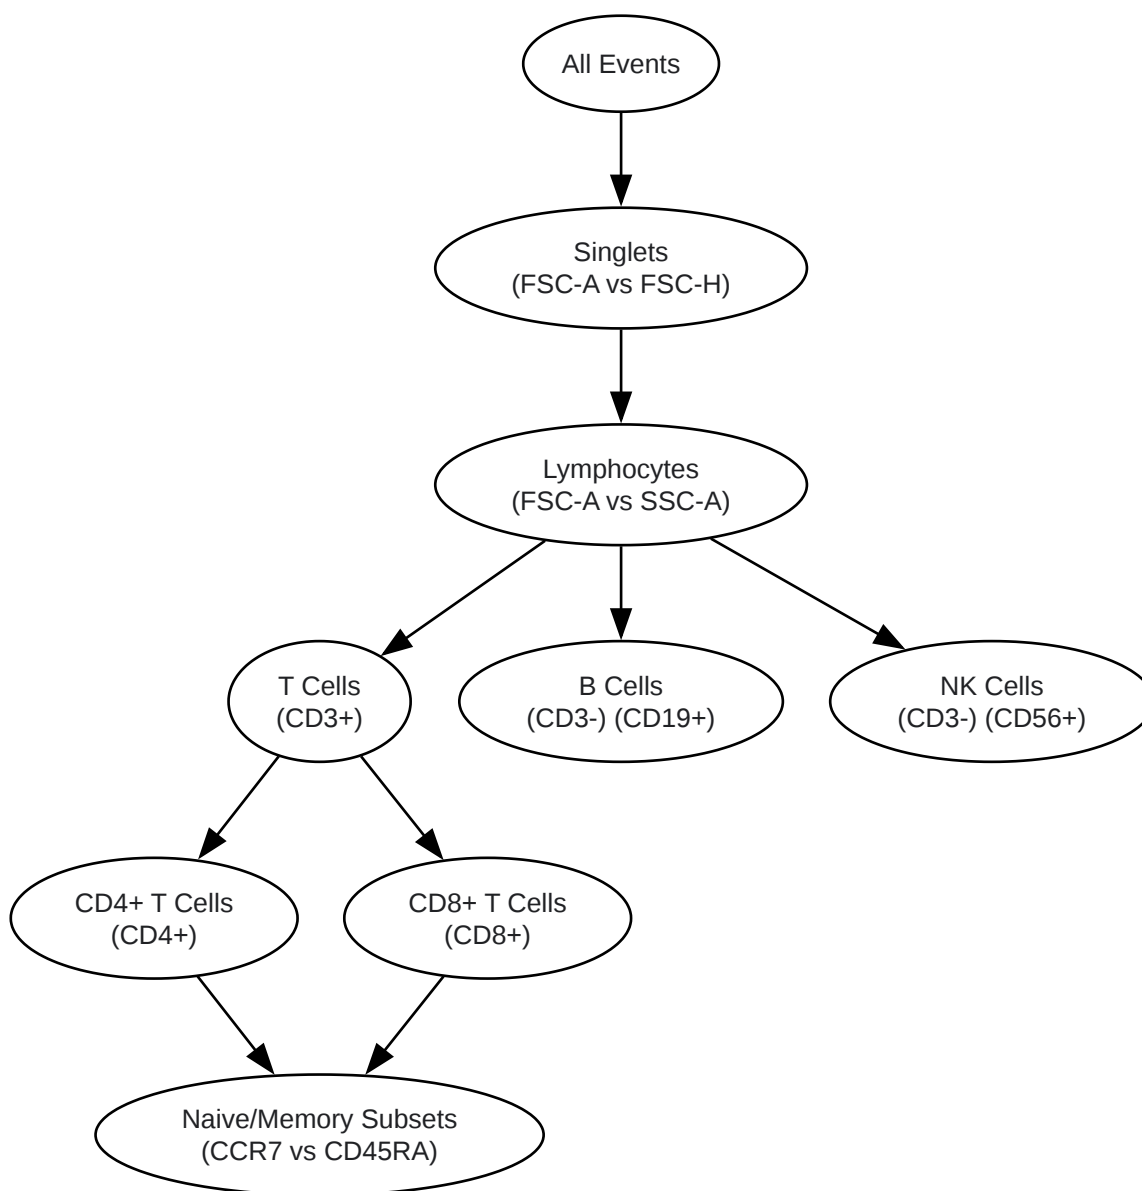 All Events
Singlets
(FSC-A vs FSC-H)
Lymphocytes
(FSC-A vs SSC-A)
T Cells
(CD3+)
B Cells
(CD3-) (CD19+)
NK Cells
(CD3-) (CD56+)
CD4+ T Cells
(CD4+)
CD8+ T Cells
(CD8+)
Naive/Memory Subsets
(CCR7 vs CD45RA)